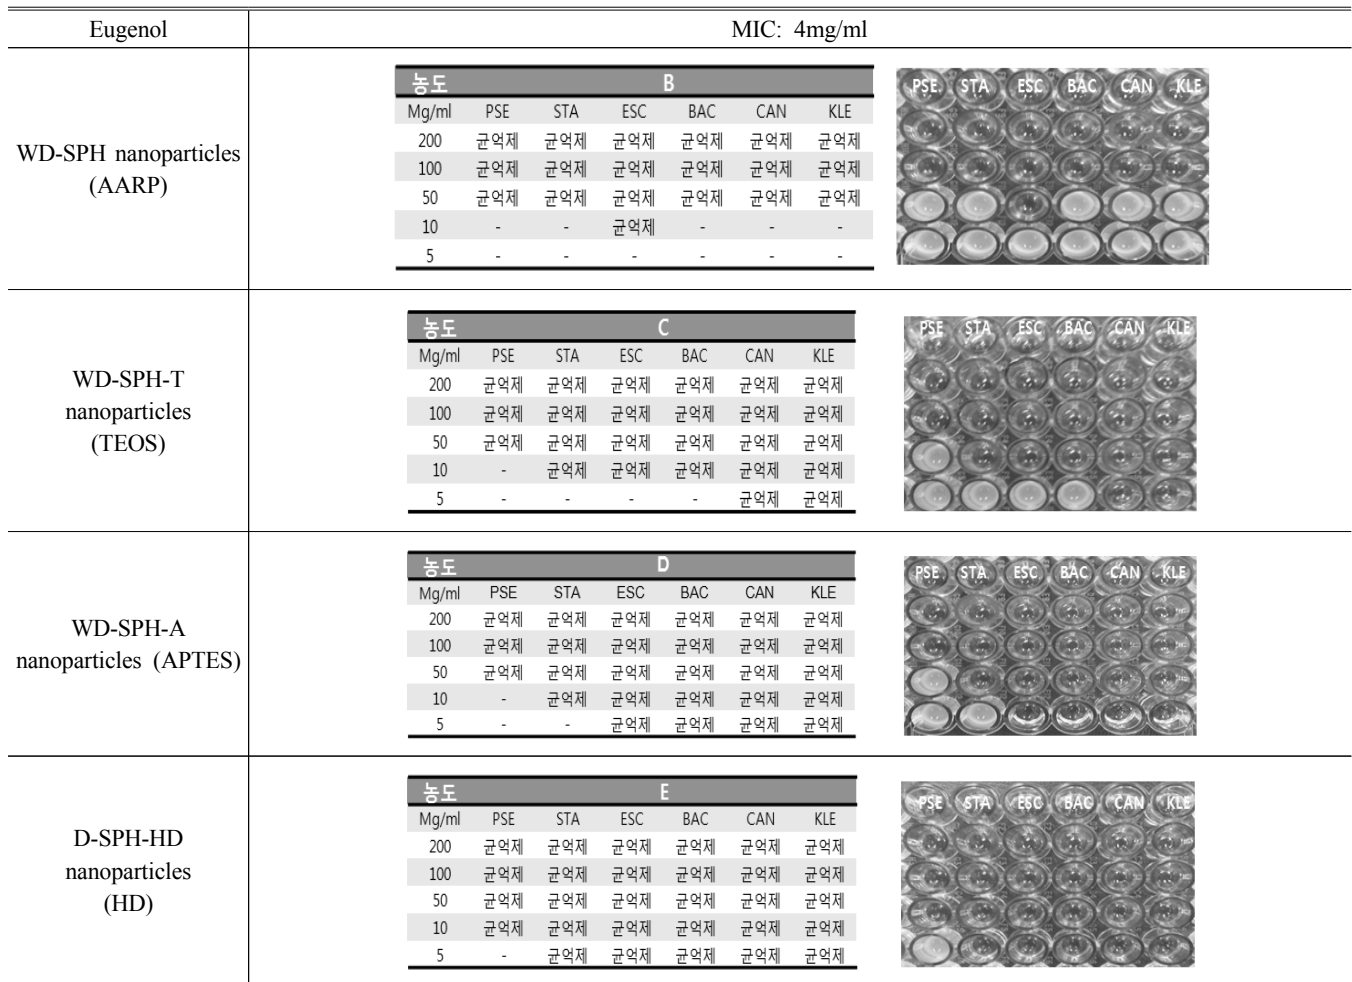 Eugenol MIC: 4mg/ml
WD-SPH nanoparticles
(AARP)
농도 B
Mg/ml PSE STA ESC BAC CAN KLE
200 균억제 균억제 균억제 균억제 균억제 균억제
100 균억제 균억제 균억제 균억제 균억제 균억제
50 균억제 균억제 균억제 균억제 균억제 균억제
10 - - 균억제 - - -
5 - - - - - -
PSE STA ESC BAC CAN KLE
WD-SPH-T
nanoparticles
(TEOS)
농도 C
Mg/ml PSE STA ESC BAC CAN KLE
200 균억제 균억제 균억제 균억제 균억제 균억제
100 균억제 균억제 균억제 균억제 균억제 균억제
50 균억제 균억제 균억제 균억제 균억제 균억제
10 - 균억제 균억제 균억제 균억제 균억제
5 - - - - 균억제 균억제
PSE STA ESC BAC CAN KLE
WD-SPH-A
nanoparticles (APTES)
농도 D
Mg/ml PSE STA ESC BAC CAN KLE
200 균억제 균억제 균억제 균억제 균억제 균억제
100 균억제 균억제 균억제 균억제 균억제 균억제
50 균억제 균억제 균억제 균억제 균억제 균억제
10 - 균억제 균억제 균억제 균억제 균억제
5 - - 균억제 균억제 균억제 균억제
PSE STA ESC BAC CAN KLE
D-SPH-HD
nanoparticles
(HD)
농도 E
Mg/ml PSE STA ESC BAC CAN KLE
200 균억제 균억제 균억제 균억제 균억제 균억제
100 균억제 균억제 균억제 균억제 균억제 균억제
50 균억제 균억제 균억제 균억제 균억제 균억제
10 균억제 균억제 균억제 균억제 균억제 균억제
5 - 균억제 균억제 균억제 균억제 균억제
PSE STA ESC BAC CAN KLE